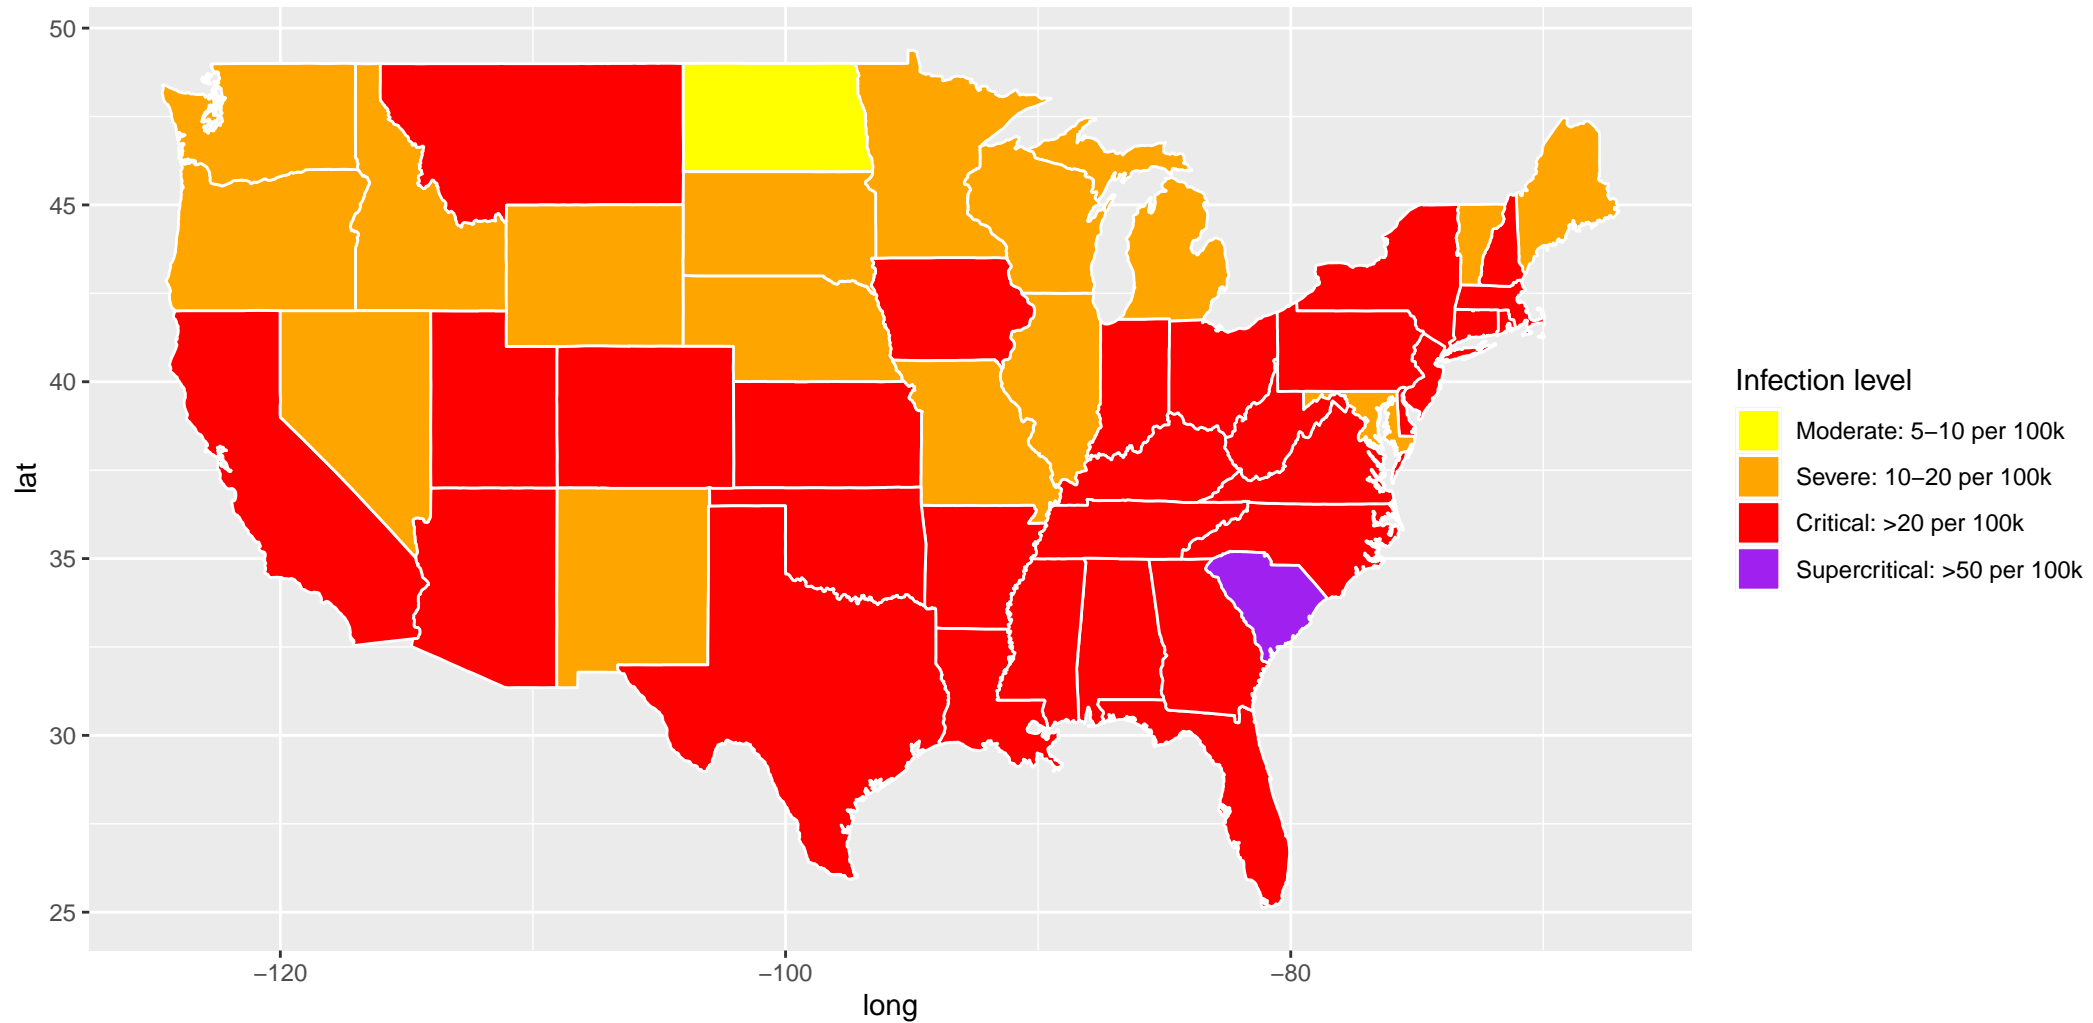 50
45
40
35
30
25
lat
−120
−100
−80
long
Infection level
Moderate: 5−10 per 100k
Severe: 10−20 per 100k
Critical: >20 per 100k
Supercritical: >50 per 100k